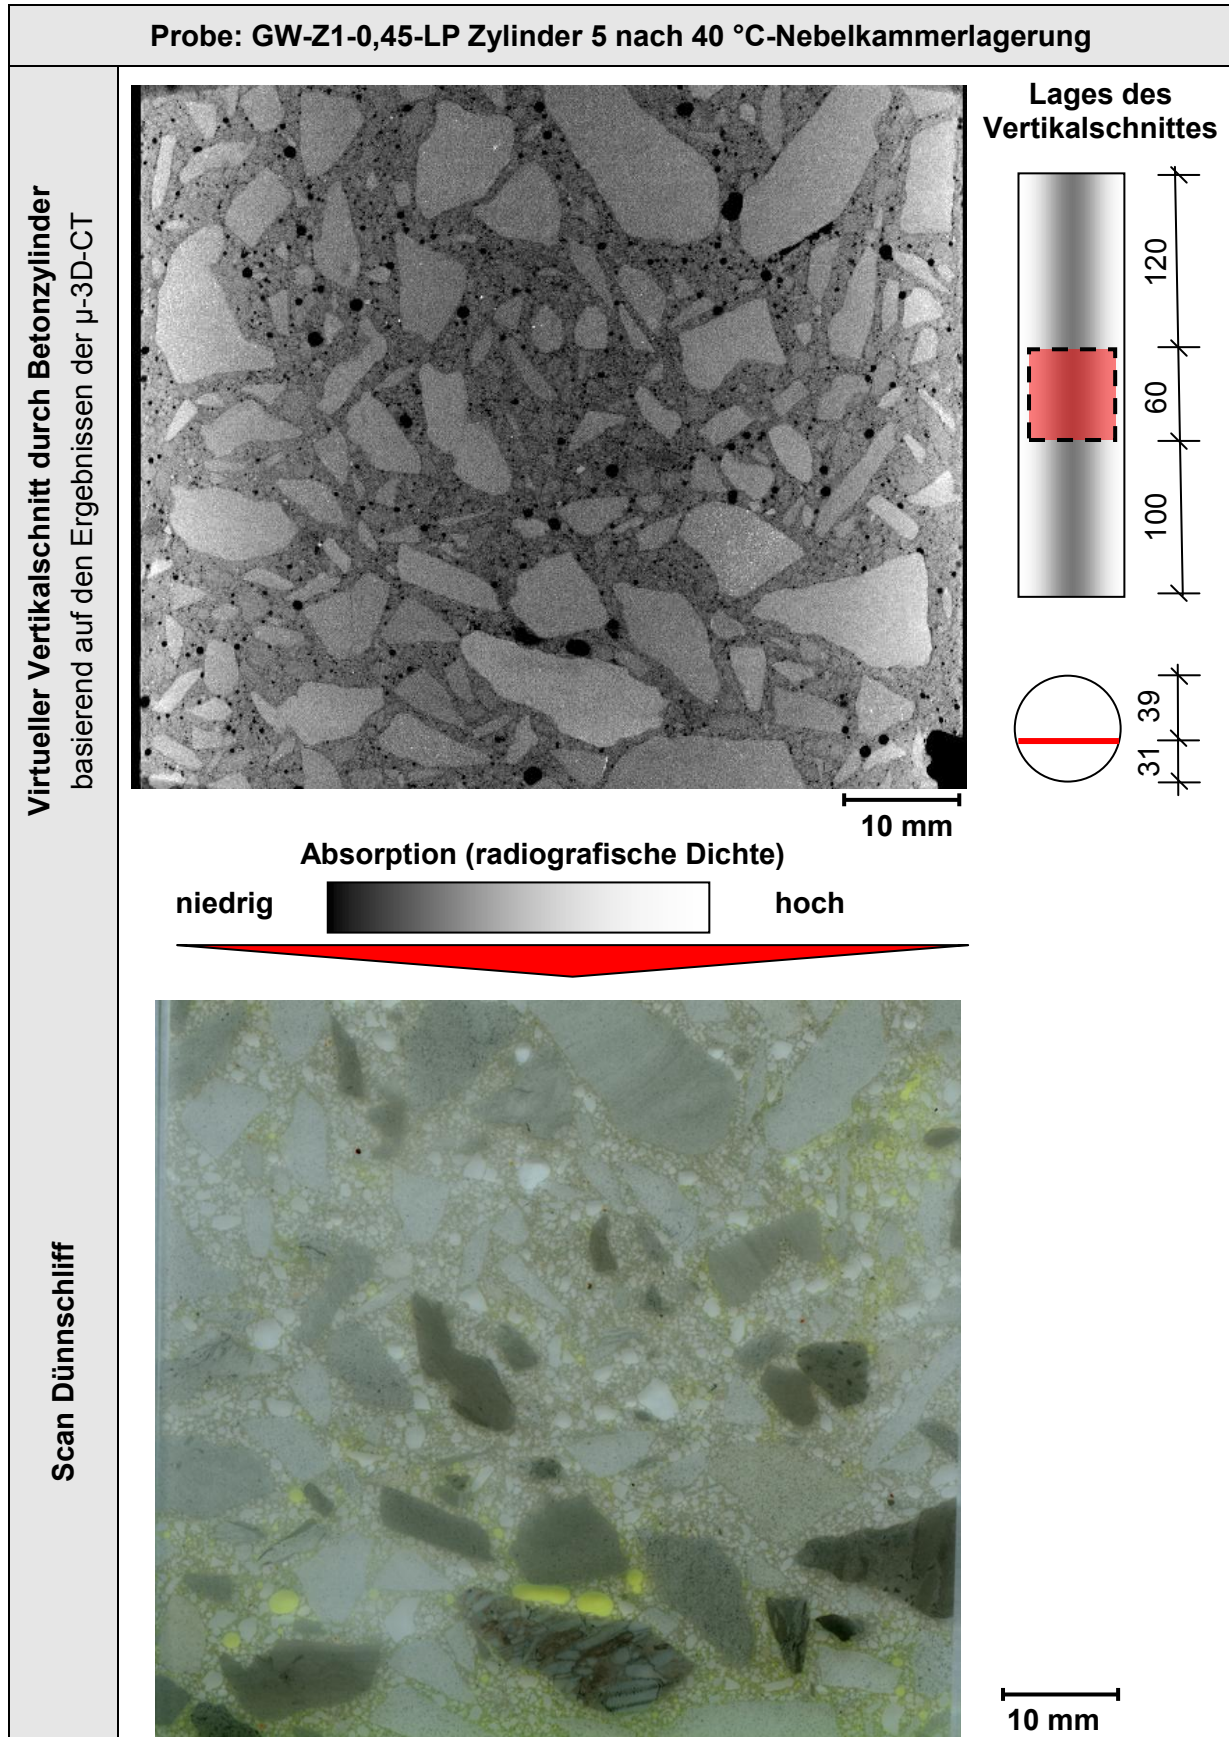 Probe: GW-Z1-0,45-LP Zylinder 5 nach 40 °C-Nebelkammerlagerung
Virtueller Vertikalschnitt durch Betonzylinder
basierend auf den Ergebnissen der µ-3D-CT
Lages des
Vertikalschnittes
120
60
100
39
31
10 mm
Absorption (radiografische Dichte)
niedrig
hoch
Scan Dünnschliff
10 mm